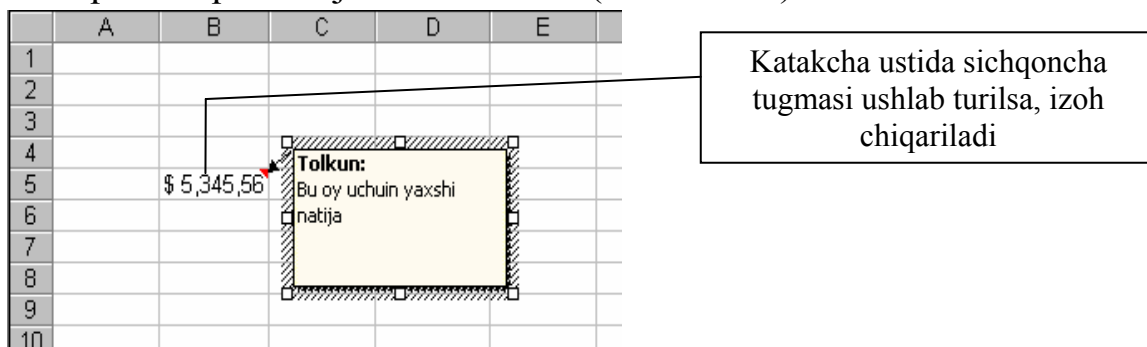 A B C D E
1
2
3
4
5 $ 5,345,56
6
7
8
9
10
Tolkun:
Bu oy uchuin yaxshi
natija
Katakcha ustida sichqoncha
tugmasi ushlab turilsa, izoh
chiqariladi